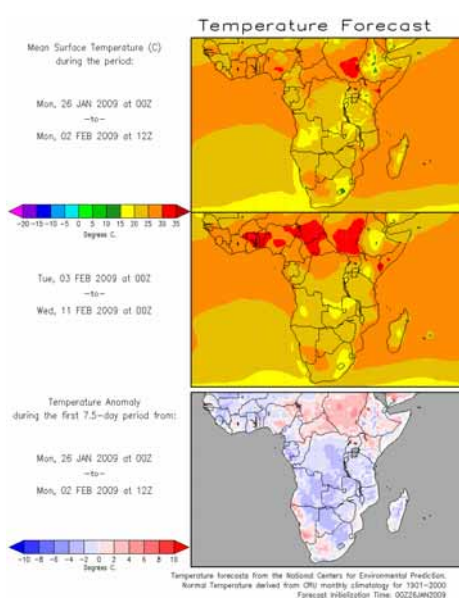 Temperature Forecast
Mean Surface Temperature (C)
during the period:
Mon, 26 JAN 2009 at 00Z
-to-
Mon, 02 FEB 2009 at 12Z
-20 -15 -10 -5 0 5 10 15 20 25 30 35
Degrees C.
Tue, 03 FEB 2009 at 00Z
-to-
Wed, 11 FEB 2009 at 00Z
Temperature Anomaly
during the first 7.5-day period from:
Mon, 26 JAN 2009 at 00Z
-to-
Mon, 02 FEB 2009 at 12Z
-10 -8 -6 -4 -2 0 2 4 6 8 10
Degrees C.
Temperature forecasts from the National Centers for Environmental Prediction.
Normal Temperature derived from CRU monthly climatology for 1901-2000
Forecast Initialization Time: 00Z26JAN2009